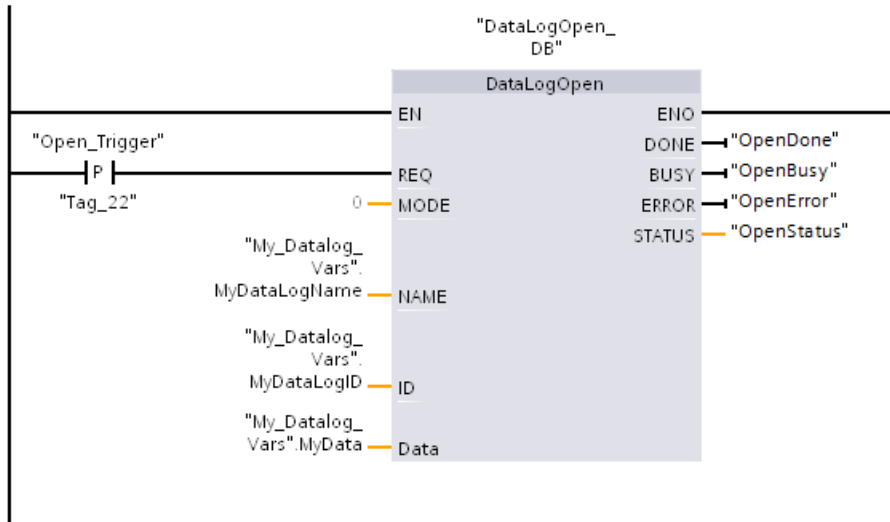 "DataLogOpen_
DB"
DataLogOpen
EN
ENO
"Open_Trigger"
DONE
"OpenDone"
P
REQ
BUSY
"OpenBusy"
"Tag_22"
0
MODE
ERROR
"OpenError"
STATUS
"OpenStatus"
"My_Datalog_
Vars".
MyDataLogName
NAME
"My_Datalog_
Vars".
MyDataLogID
ID
"My_Datalog_
Vars".MyData
Data